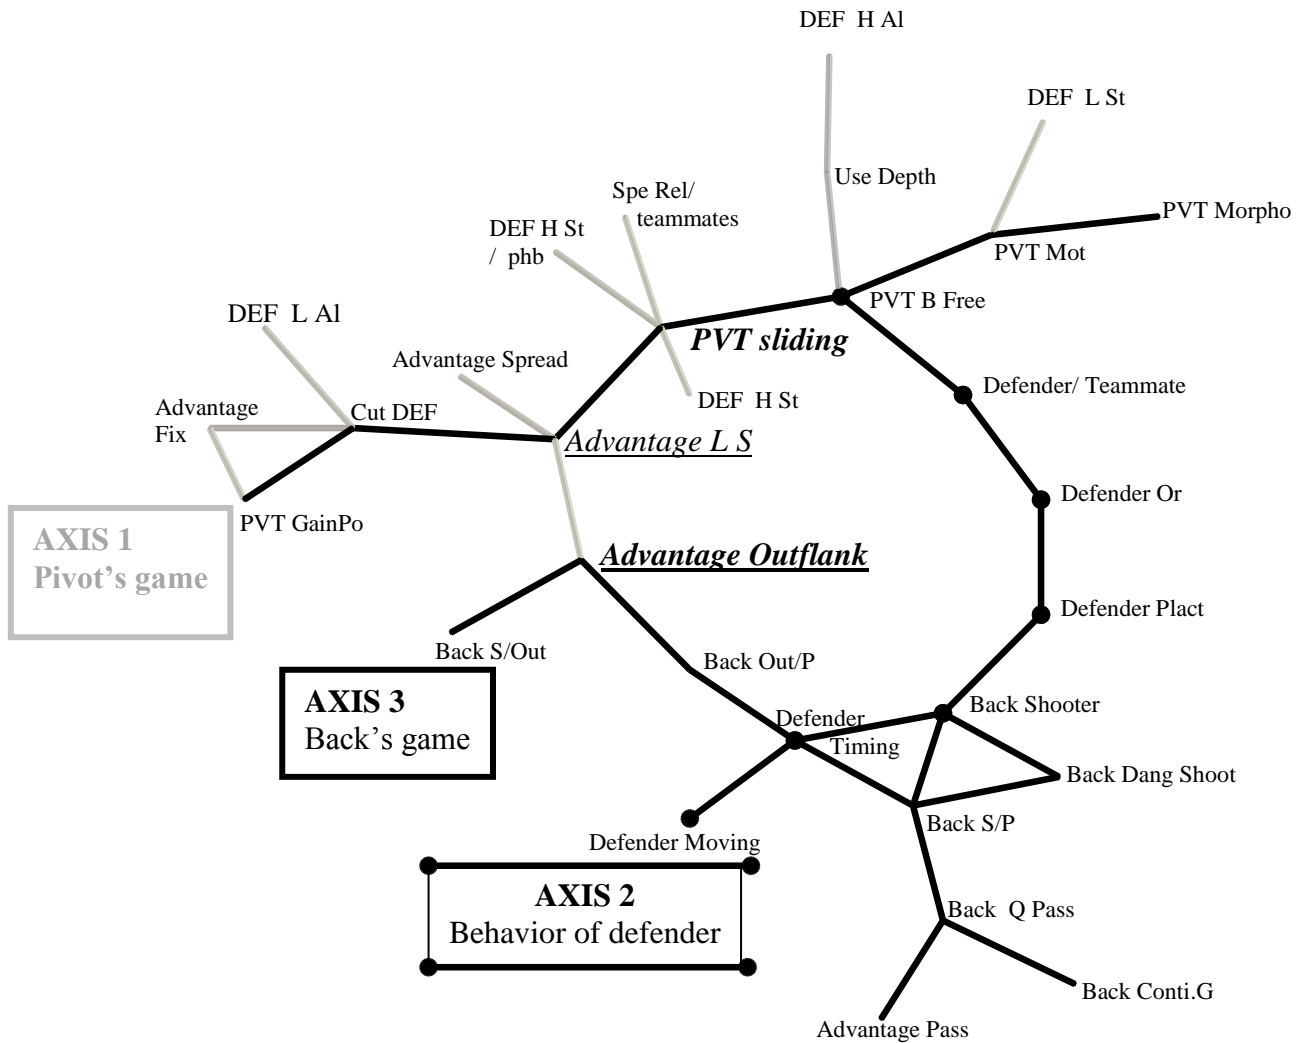 DEF  H Al
DEF  L St
Use Depth
Spe Rel/
teammates
PVT Morpho
DEF H St
/  phb
PVT Mot
PVT B Free
DEF  L Al
PVT sliding
Advantage Spread
Defender/ Teammate
DEF  H St
Advantage
Fix
Cut DEF
Advantage L S
Defender Or
PVT GainPo
AXIS 1
Pivot's game
Advantage Outflank
Defender Plact
Back S/Out
Back Out/P
AXIS 3
Back's game
Back Shooter
Defender
Timing
Back Dang Shoot
Back S/P
Defender Moving
AXIS 2
Behavior of defender
Back  Q Pass
Back Conti.G
Advantage Pass